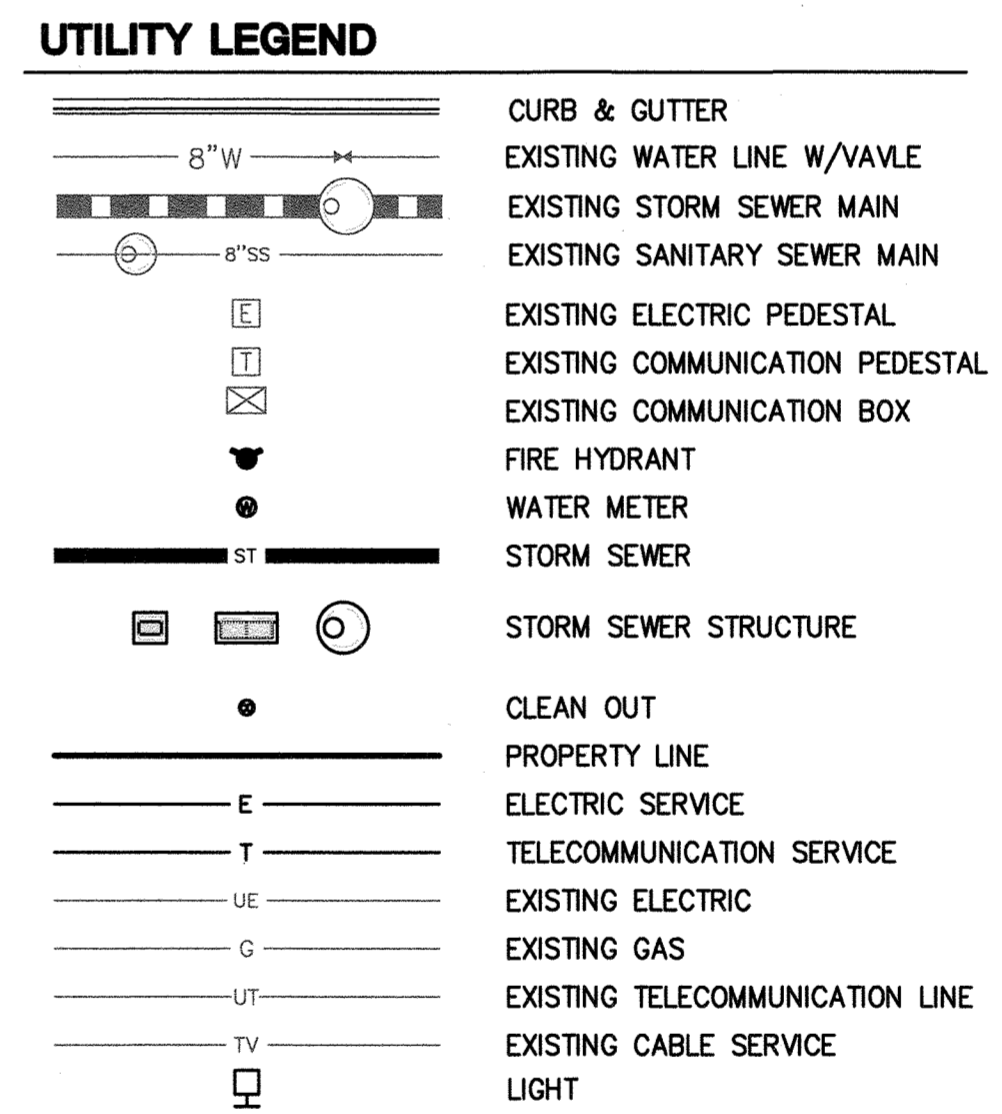 UTILITY LEGEND
CURB & GUTTER
8"W EXISTING WATER LINE W/VAVLE
EXISTING STORM SEWER MAIN
8"SS EXISTING SANITARY SEWER MAIN
E EXISTING ELECTRIC PEDESTAL
T EXISTING COMMUNICATION PEDESTAL
EXISTING COMMUNICATION BOX
FIRE HYDRANT
W WATER METER
ST STORM SEWER
STORM SEWER STRUCTURE
CLEAN OUT
PROPERTY LINE
E ELECTRIC SERVICE
T TELECOMMUNICATION SERVICE
UE EXISTING ELECTRIC
G EXISTING GAS
UT EXISTING TELECOMMUNICATION LINE
TV EXISTING CABLE SERVICE
LIGHT